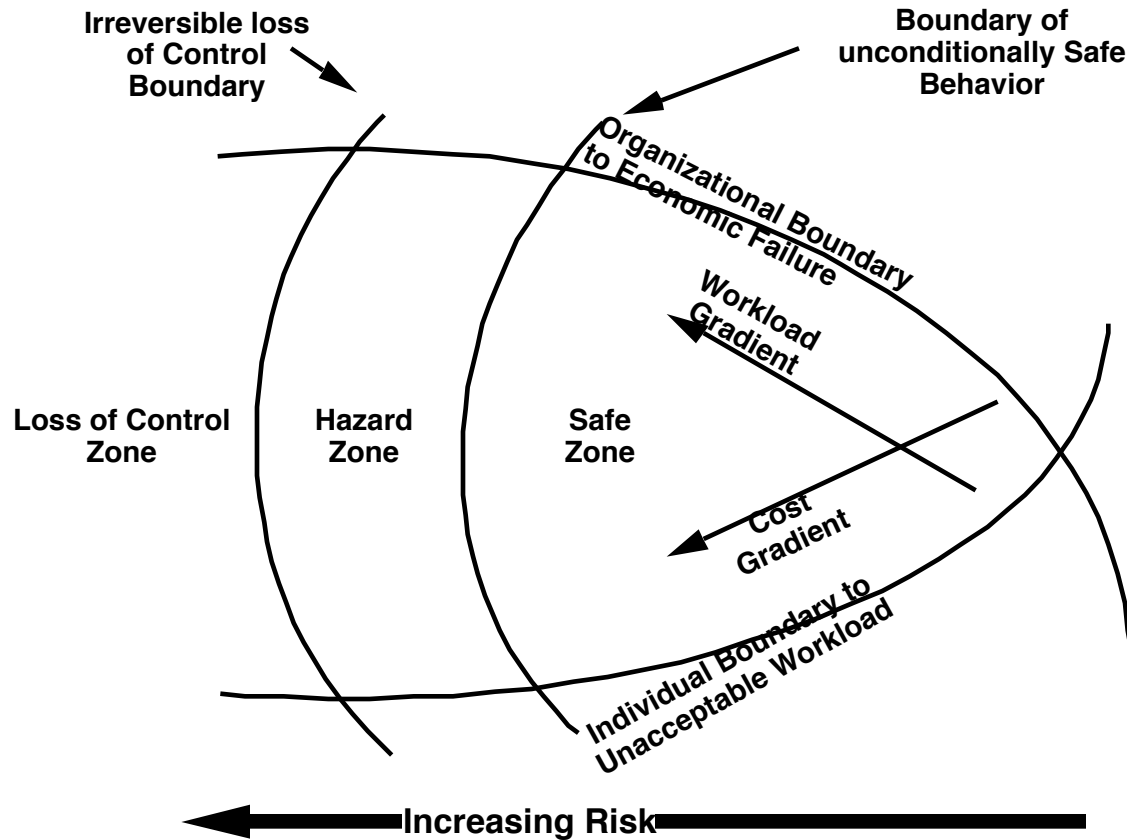 Irreversible loss
of Control
Boundary
Boundary of
unconditionally Safe
Behavior
Organizational Boundary
to Economic Failure
Workload
Gradient
Loss of Control
Zone
Hazard
Zone
Safe
Zone
Cost
Gradient
Individual Boundary to
Unacceptable Workload
Increasing Risk